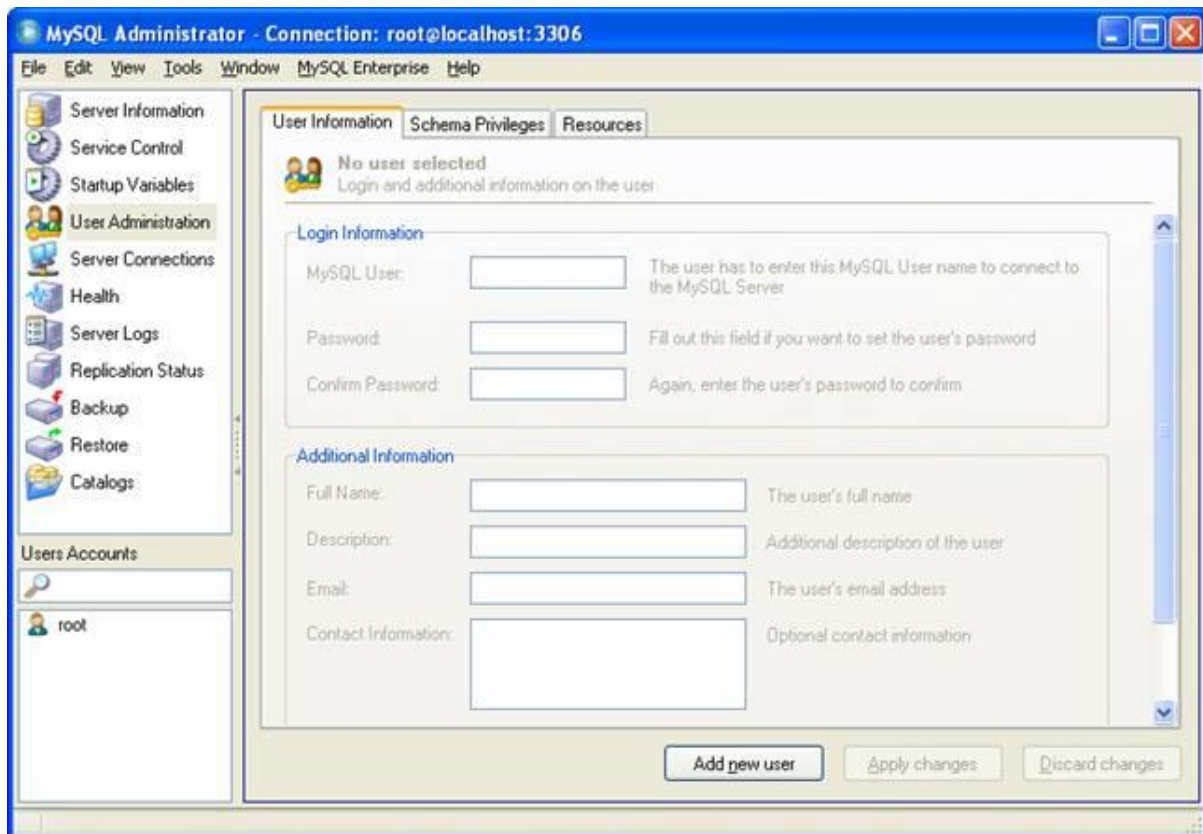 MySQL Administrator - Connection: root@localhost:3306
File Edit View Tools Window MySQL Enterprise Help
Server Information
Service Control
Startup Variables
User Administration
Server Connections
Health
Server Logs
Replication Status
Backup
Restore
Catalogs
Users Accounts
root
User Information Schema Privileges Resources
No user selected
Login and additional information on the user
Login Information
MySQL User: The user has to enter this MySQL User name to connect to
the MySQL Server
Password: Fill out this field if you want to set the user's password
Confirm Password: Again, enter the user's password to confirm
Additional Information
Full Name: The user's full name
Description: Additional description of the user
Email: The user's email address
Contact Information: Optional contact information
Add new user Apply changes Discard changes